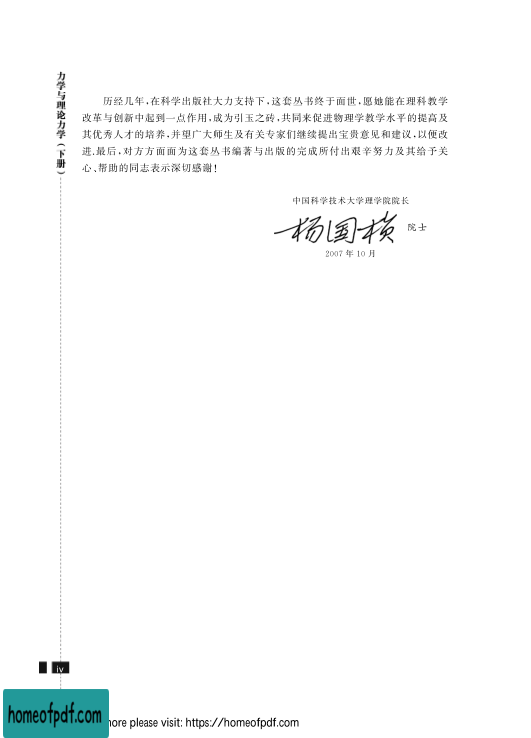 力学与理论力学(下册)
历经几年,在科学出版社大力支持下,这套丛书终于面世,愿她能在理科教学
改革与创新中起到一点作用,成为引玉之砖,共同来促进物理学教学水平的提高及
其优秀人才的培养,并望广大师生及有关专家们继续提出宝贵意见和建议,以便改
进.最后,对方方面面为这套丛书编著与出版的完成所付出艰辛努力及其给予关
心、帮助的同志表示深切感谢!
中国科学技术大学理学院院长
杨国桢 院士
2007 年 10 月
iv
homeofpdf.com
ore please visit: https://homeofpdf.com